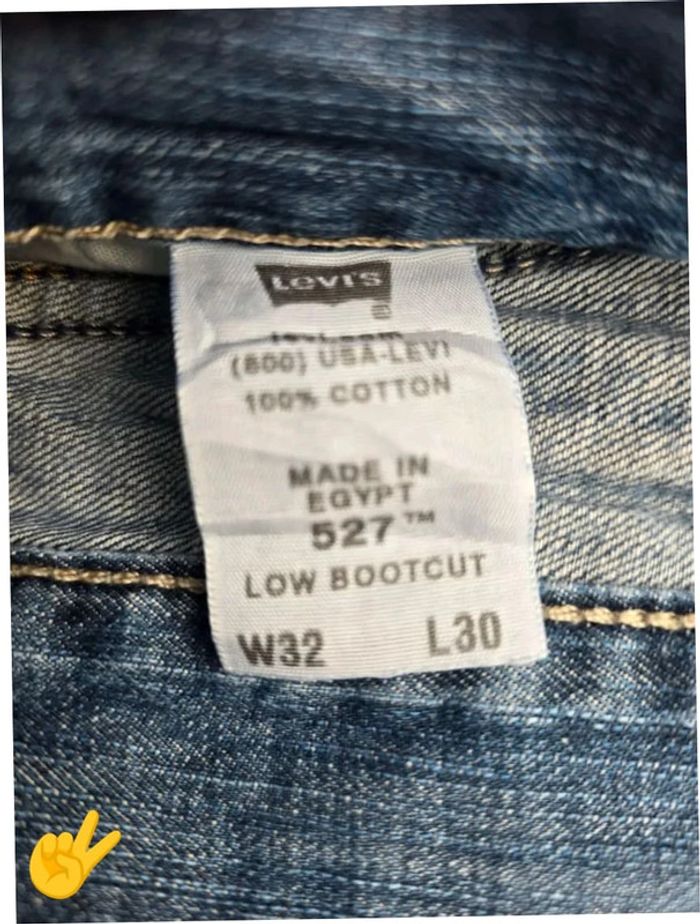 Levi's
(800) USA-LEVI
100% COTTON
MADE IN
EGYPT
527™
LOW BOOTCUT
W32 L30